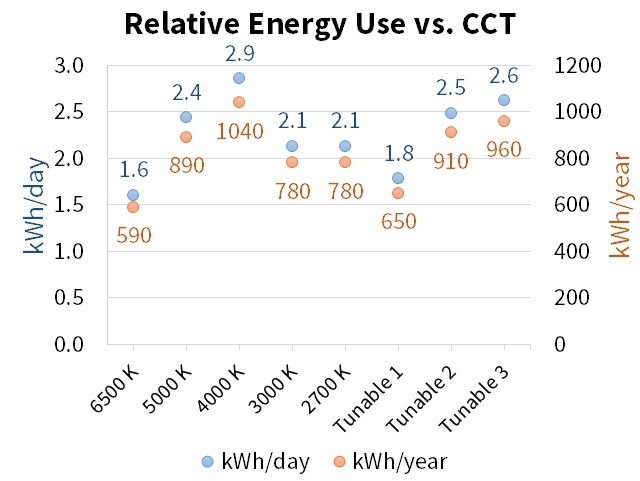 Relative Energy Use vs. CCT
3.0
2.5
2.0
1.5
1.0
0.5
0.0
kWh/day
1200
1000
800
600
400
200
0
kWh/year
1.6
2.4
2.9
2.1
2.1
1.8
2.5
2.6
590
890
1040
780
780
650
910
960
6500 K
5000 K
4000 K
3000 K
2700 K
Tunable 1
Tunable 2
Tunable 3
kWh/day
kWh/year